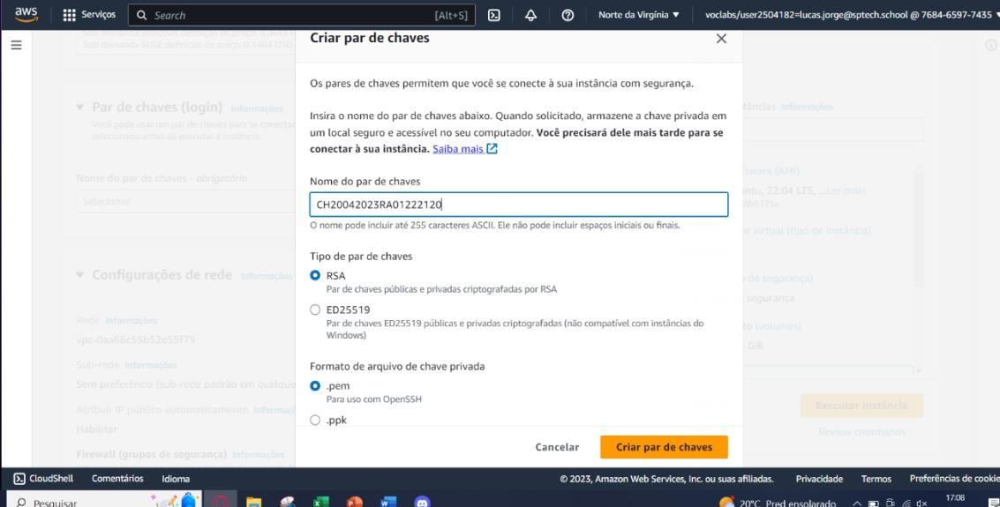 aws
Serviços
Search
[Alt+S]
Norte da Virgínia ▼
voclabs/user2504182=lucas.jorge@sptech.school @ 7684-6597-7435 ▼
Sob demanda SUSE definição de preço: 0.1464 USD
Par de chaves (login) Informações
Você pode usar um par de chaves para se conectar
selecionado antes de executar a instância.
Nome do par de chaves - obrigatório
Selecionar
Configurações de rede Informações
Rede Informações
vpc-0aa66c55b52e55f75
Sub-rede Informações
Sem preferência (sub-rede padrão em qualque
Atribuir IP público automaticamente Informaç
Habilitar
Firewall (grupos de segurança) Informações
Criar par de chaves
Os pares de chaves permitem que você se conecte à sua instância com segurança.
Insira o nome do par de chaves abaixo. Quando solicitado, armazene a chave privada em
um local seguro e acessível no seu computador. Você precisará dele mais tarde para se
conectar à sua instância. Saiba mais
Nome do par de chaves
CH20042023RA01222120
O nome pode incluir até 255 caracteres ASCII. Ele não pode incluir espaços iniciais ou finais.
Tipo de par de chaves
RSA
Par de chaves públicas e privadas criptografadas por RSA
ED25519
Par de chaves ED25519 públicas e privadas criptografadas (não compatível com instâncias do
Windows)
Formato de arquivo de chave privada
.pem
Para uso com OpenSSH
.ppk
Cancelar
Criar par de chaves
tâncias Informações
tware (AMI)
ntu, 22.04 LTS, ...Ler mais
r virtual (tipo de instância)
de segurança)
segurança
to (volumes)
GiB
Executar instância
Review commands
CloudShell
Comentários
Idioma
© 2023, Amazon Web Services, Inc. ou suas afiliadas.
Privacidade
Termos
Preferências de cookie
Pesquisar
20°C Pred ensolarado
17:08